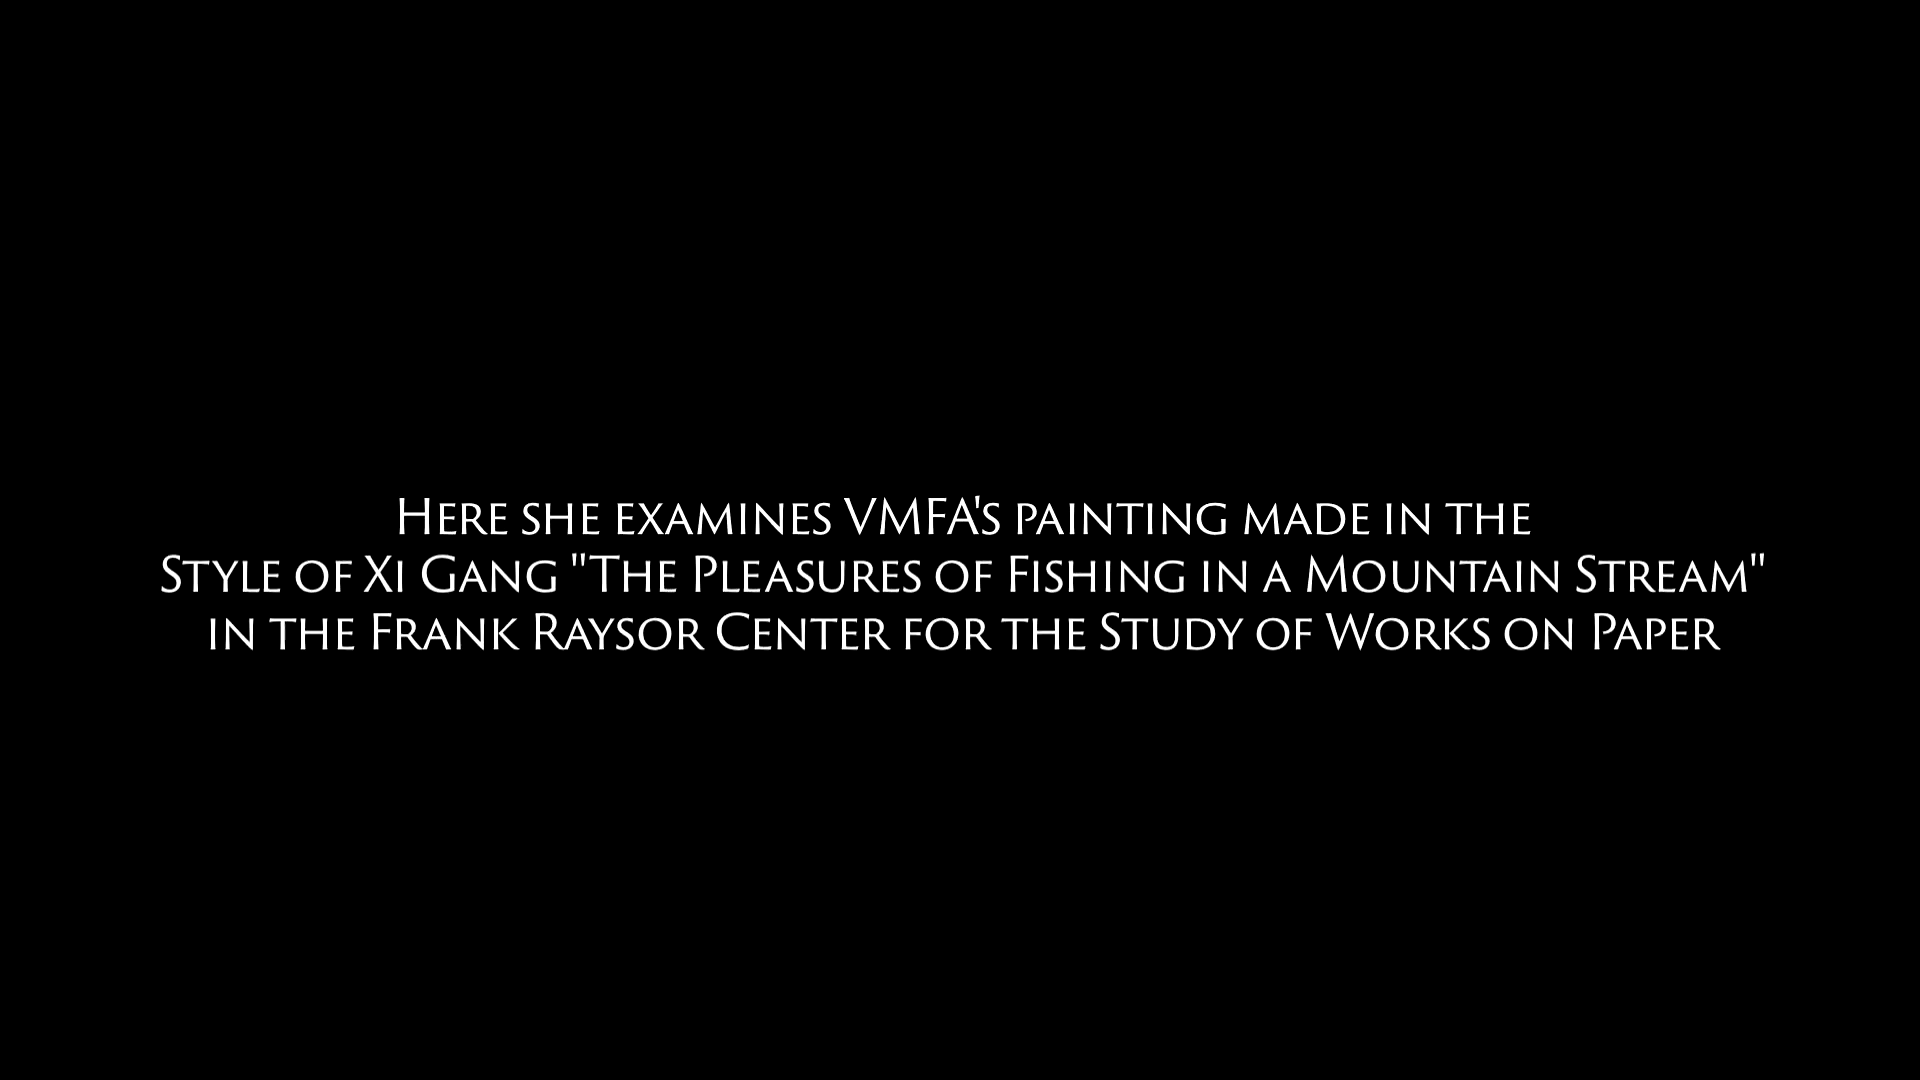 Here she examines VMFA's painting made in the
Style of Xi Gang "The Pleasures of Fishing in a Mountain Stream"
in the Frank Raysor Center for the Study of Works on Paper